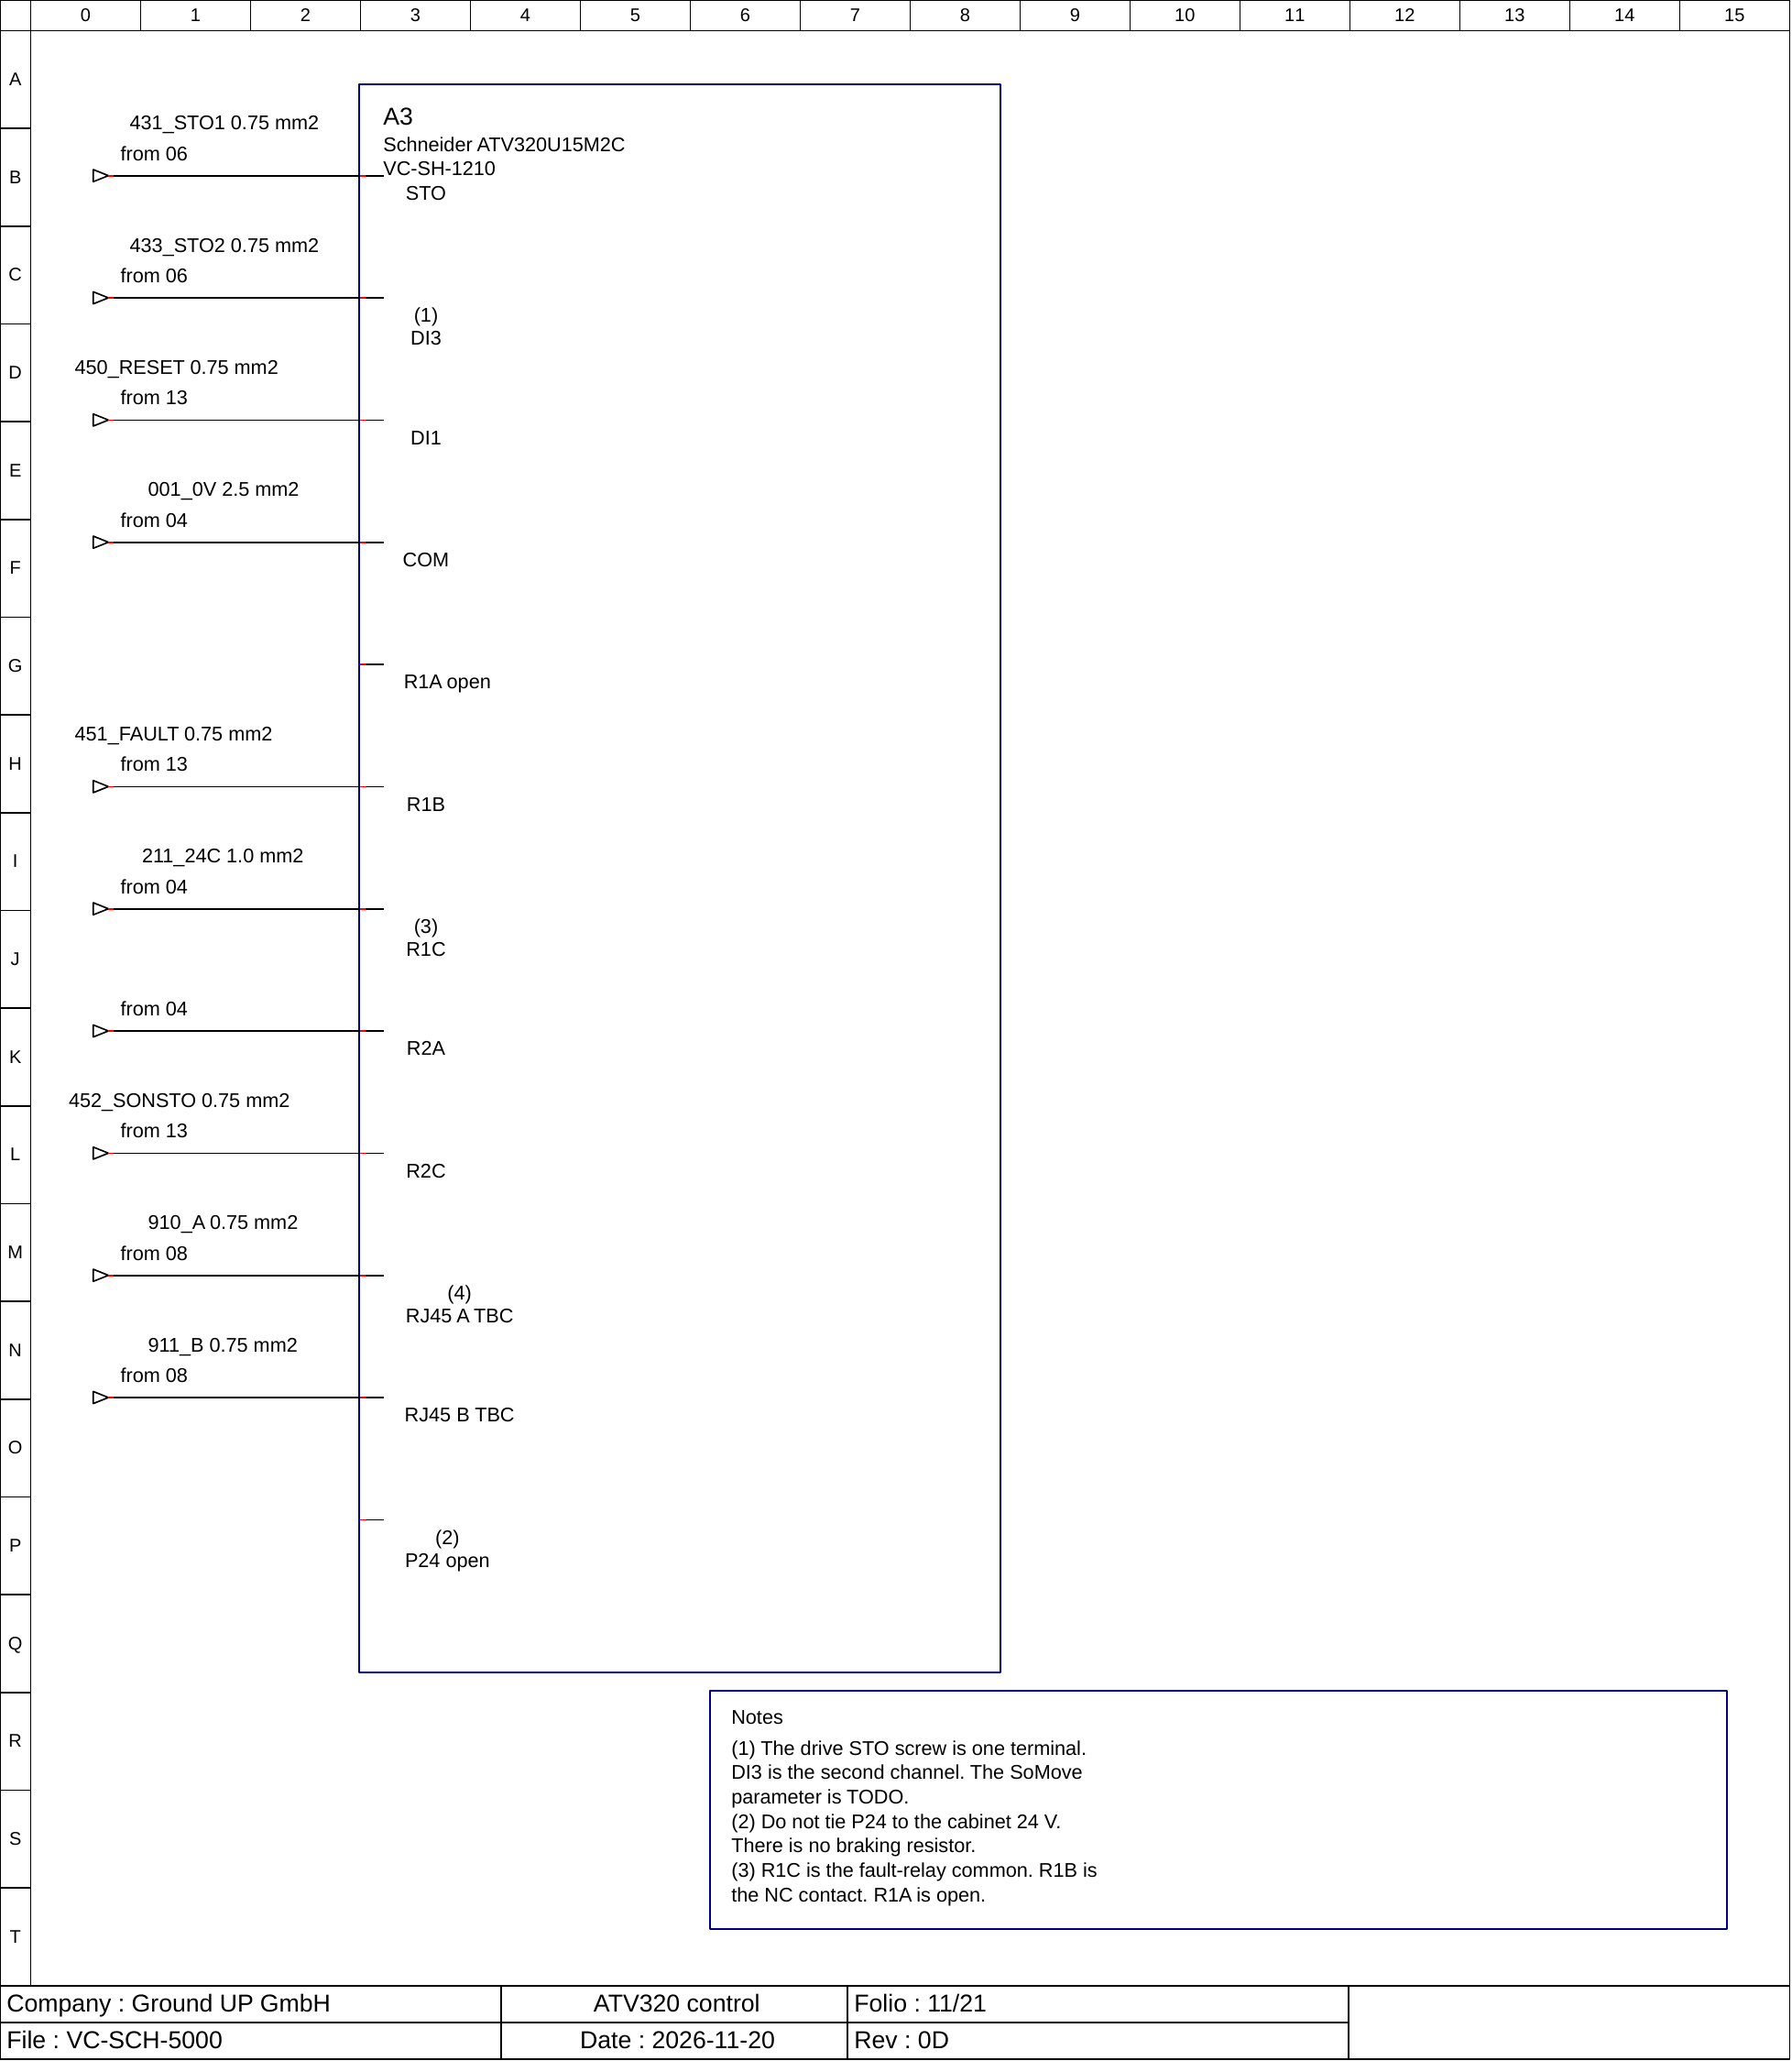 0 1 2 3 4 5 6 7 8 9 10 11 12 13 14 15
A
B
C
D
E
F
G
H
I
J
K
L
M
N
O
P
Q
R
S
T
A3
Schneider ATV320U15M2C
VC-SH-1210
431_STO1 0.75 mm2
from 06
STO
433_STO2 0.75 mm2
from 06
(1)
DI3
450_RESET 0.75 mm2
from 13
DI1
001_0V 2.5 mm2
from 04
COM
R1A open
451_FAULT 0.75 mm2
from 13
R1B
211_24C 1.0 mm2
from 04
(3)
R1C
from 04
R2A
452_SONSTO 0.75 mm2
from 13
R2C
910_A 0.75 mm2
from 08
(4)
RJ45 A TBC
911_B 0.75 mm2
from 08
RJ45 B TBC
(2)
P24 open
Notes
(1) The drive STO screw is one terminal.
DI3 is the second channel. The SoMove
parameter is TODO.
(2) Do not tie P24 to the cabinet 24 V.
There is no braking resistor.
(3) R1C is the fault-relay common. R1B is
the NC contact. R1A is open.
Company : Ground UP GmbH
ATV320 control
Folio : 11/21
File : VC-SCH-5000
Date : 2026-11-20
Rev : 0D